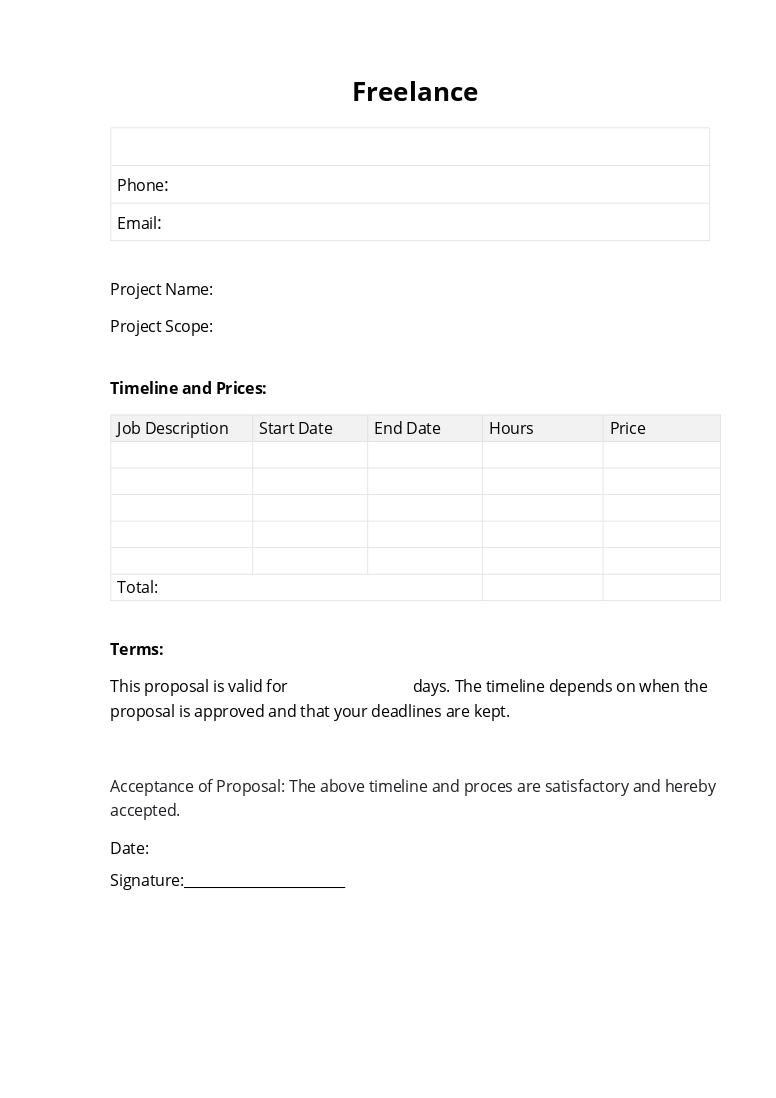 Freelance
Phone:
Email:
Project Name:
Project Scope:
Timeline and Prices:
Job Description Start Date End Date Hours Price
Total:
Terms:
This proposal is valid for days. The timeline depends on when the
proposal is approved and that your deadlines are kept.
Acceptance of Proposal: The above timeline and proces are satisfactory and hereby
accepted.
Date:
Signature:____________________